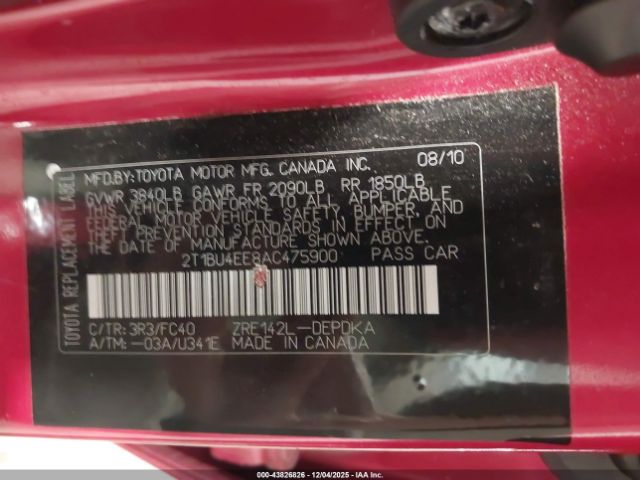 TOYOTA REPLACEMENT LABEL
MFD.BY:TOYOTA MOTOR MFG. CANADA INC. 08/10
GVWR 3840LB GAWR FR 2090LB RR 1850LB
THIS VEHICLE CONFORMS TO ALL APPLICABLE
FEDERAL MOTOR VEHICLE SAFETY, BUMPER, AND
THEFT PREVENTION STANDARDS IN EFFECT ON
THE DATE OF MANUFACTURE SHOWN ABOVE.
2T1BU4EE8AC475900 PASS CAR
C/TR: 3R3/FC40 ZRE142L-DEPDKA
A/TM: -03A/U341E MADE IN CANADA
000-43826826 - 12/04/2025 - IAA Inc.